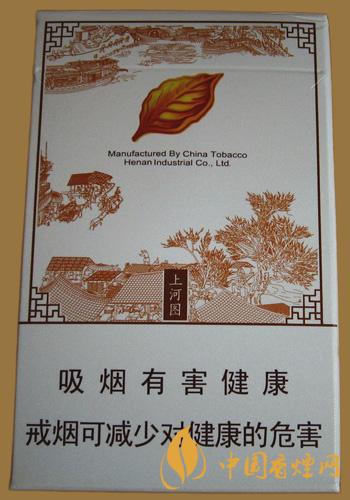 Manufactured By China Tobacco
Henan Industrial Co., Ltd.
上河图
吸烟有害健康
戒烟可减少对健康的危害
中国香烟网